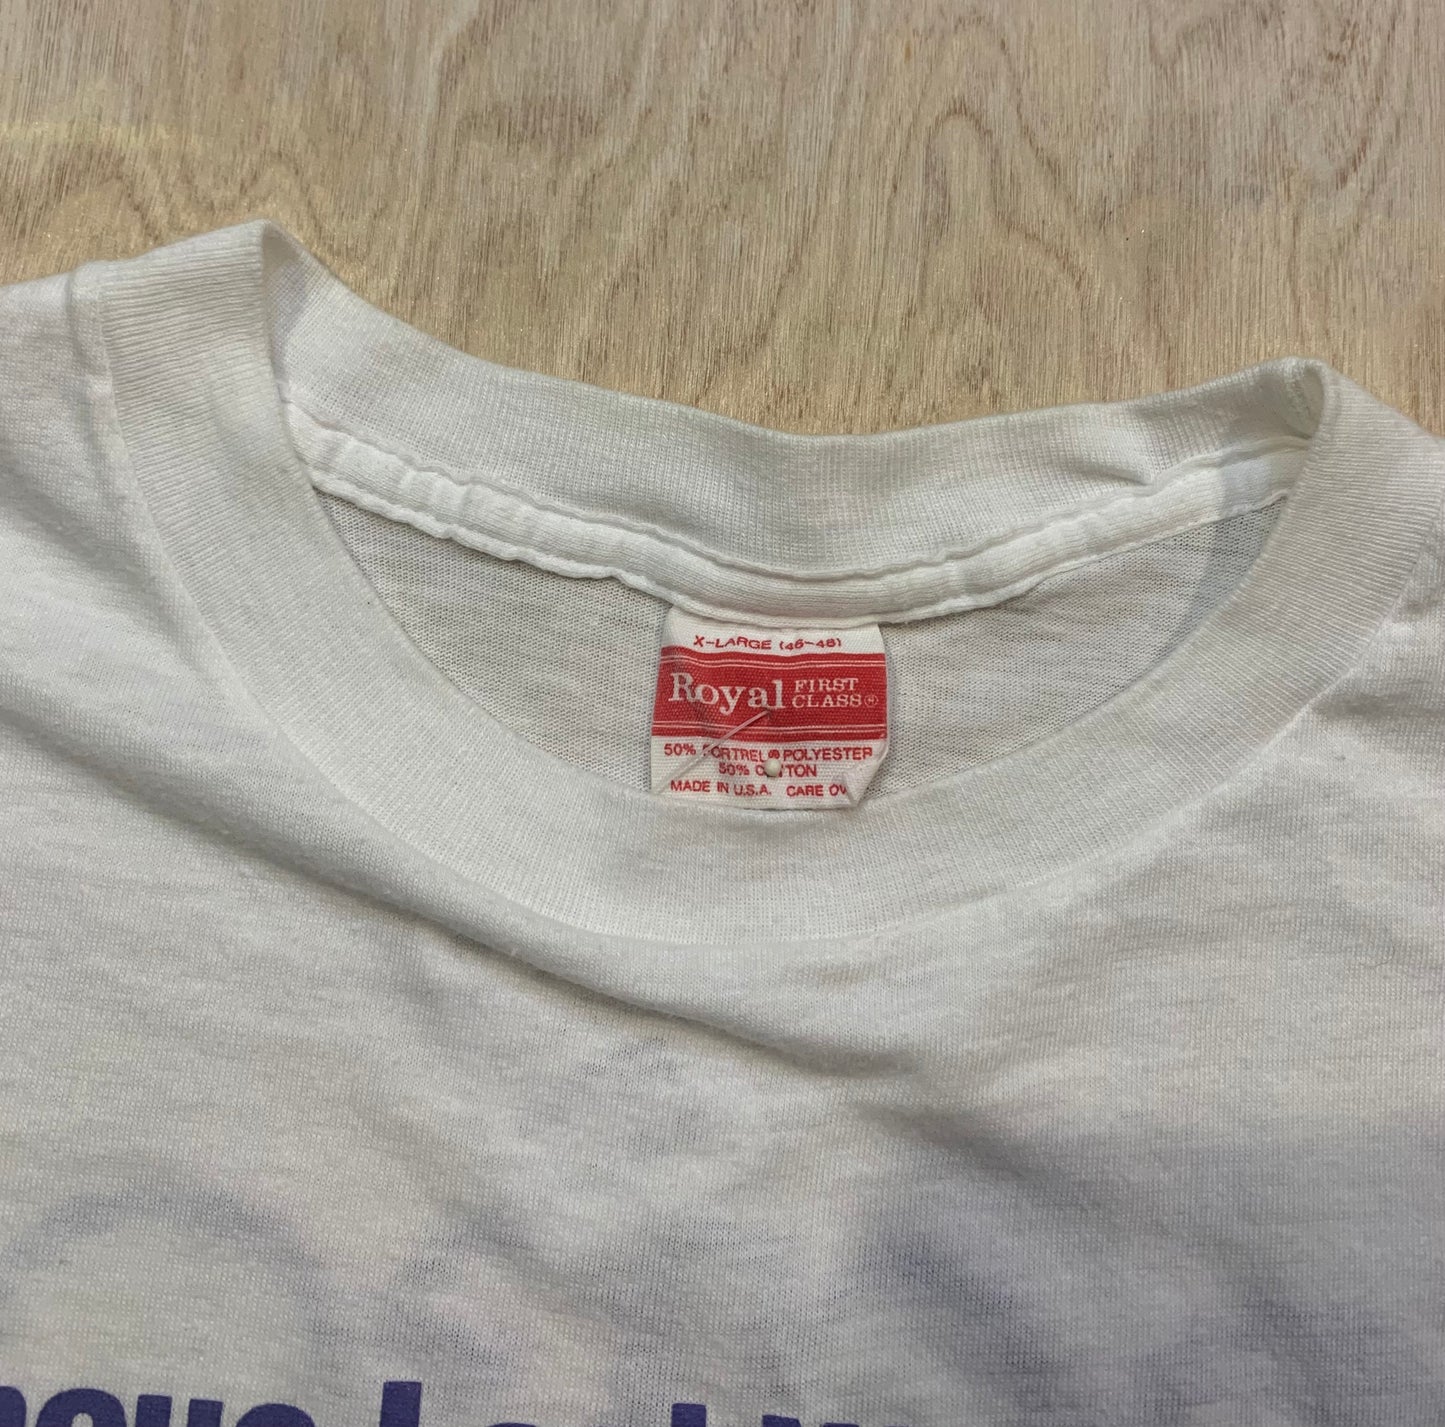 X-LARGE (46-48)
Royal FIRST CLASS®
50% FORTREL® POLYESTER
50% COTTON
MADE IN U.S.A. CARE OV